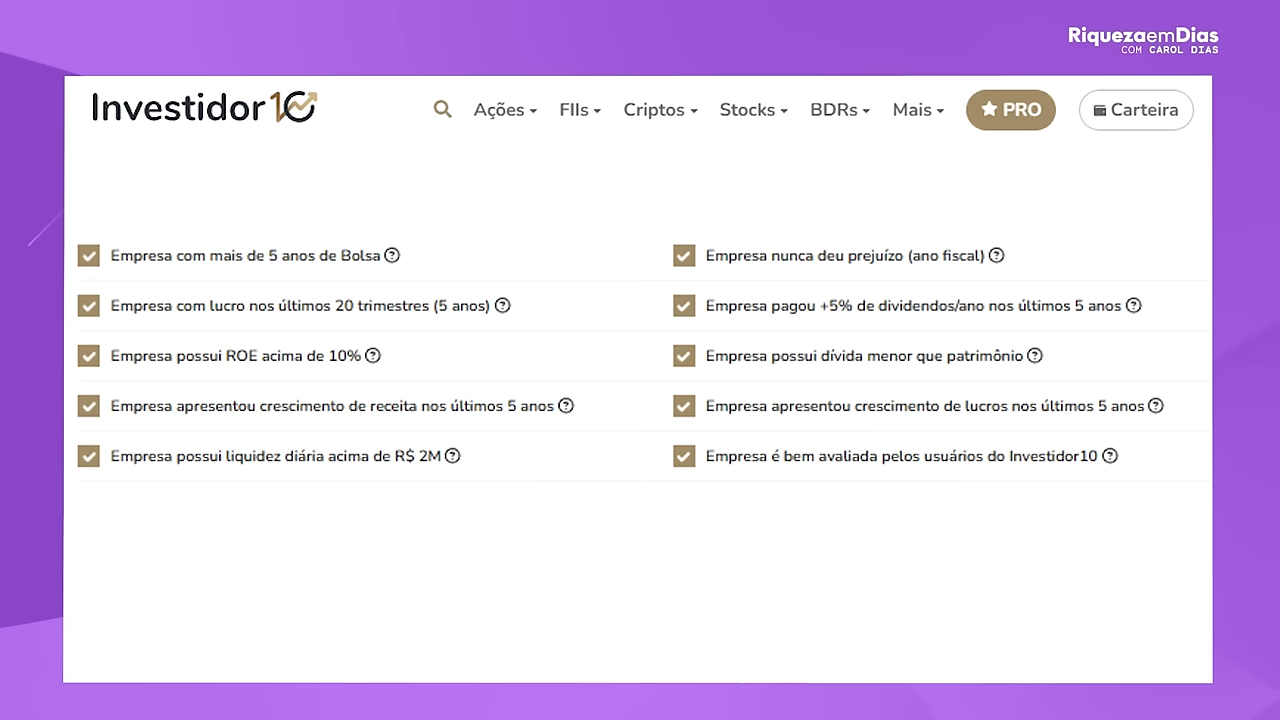 RiquezaemDias
COM CAROL DIAS
Investidor10
Ações
FIIs
Criptos
Stocks
BDRs
Mais
PRO
Carteira
Empresa com mais de 5 anos de Bolsa
Empresa nunca deu prejuízo (ano fiscal)
Empresa com lucro nos últimos 20 trimestres (5 anos)
Empresa pagou +5% de dividendos/ano nos últimos 5 anos
Empresa possui ROE acima de 10%
Empresa possui dívida menor que patrimônio
Empresa apresentou crescimento de receita nos últimos 5 anos
Empresa apresentou crescimento de lucros nos últimos 5 anos
Empresa possui liquidez diária acima de R$ 2M
Empresa é bem avaliada pelos usuários do Investidor10